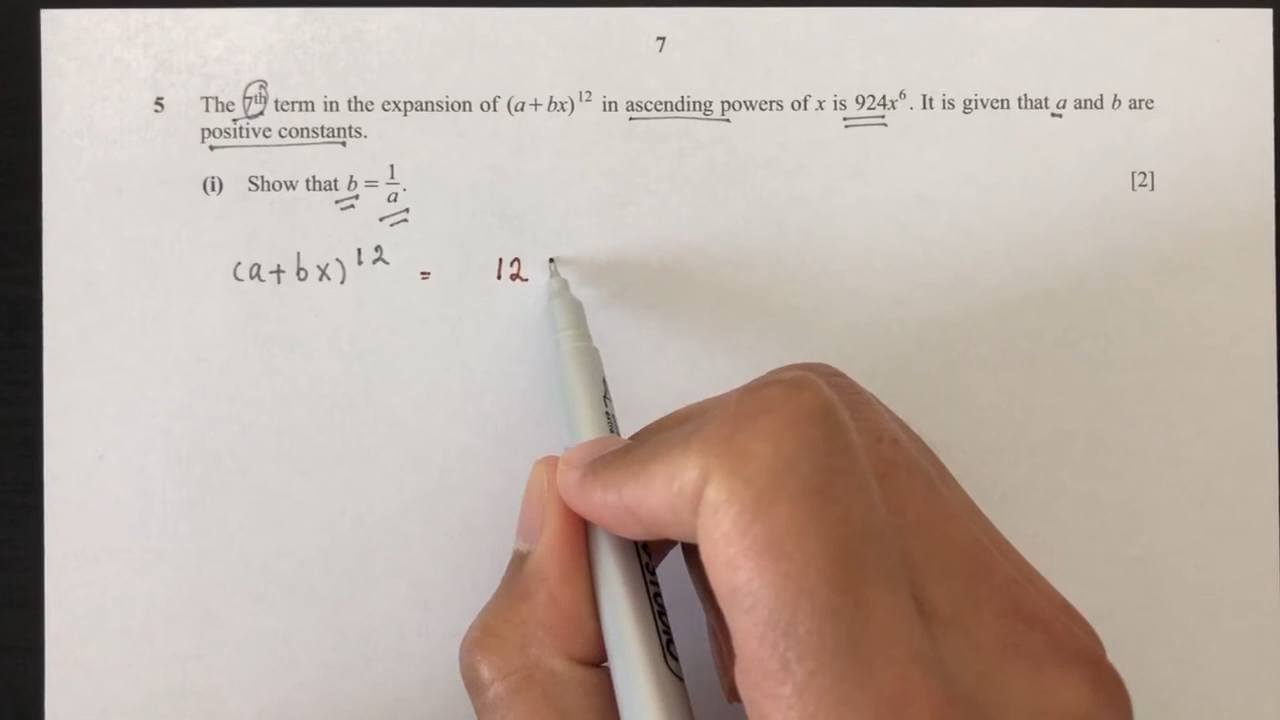 7
5 The 7th term in the expansion of (a+bx)^12 in ascending powers of x is 924x^6. It is given that a and b are
positive constants.
(i) Show that b = 1/a. [2]
(a+bx)^12 = 12